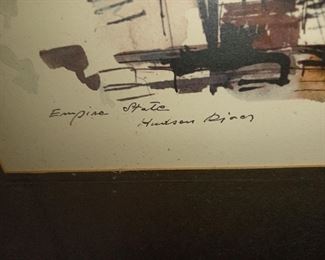 Empire State
Hudson River